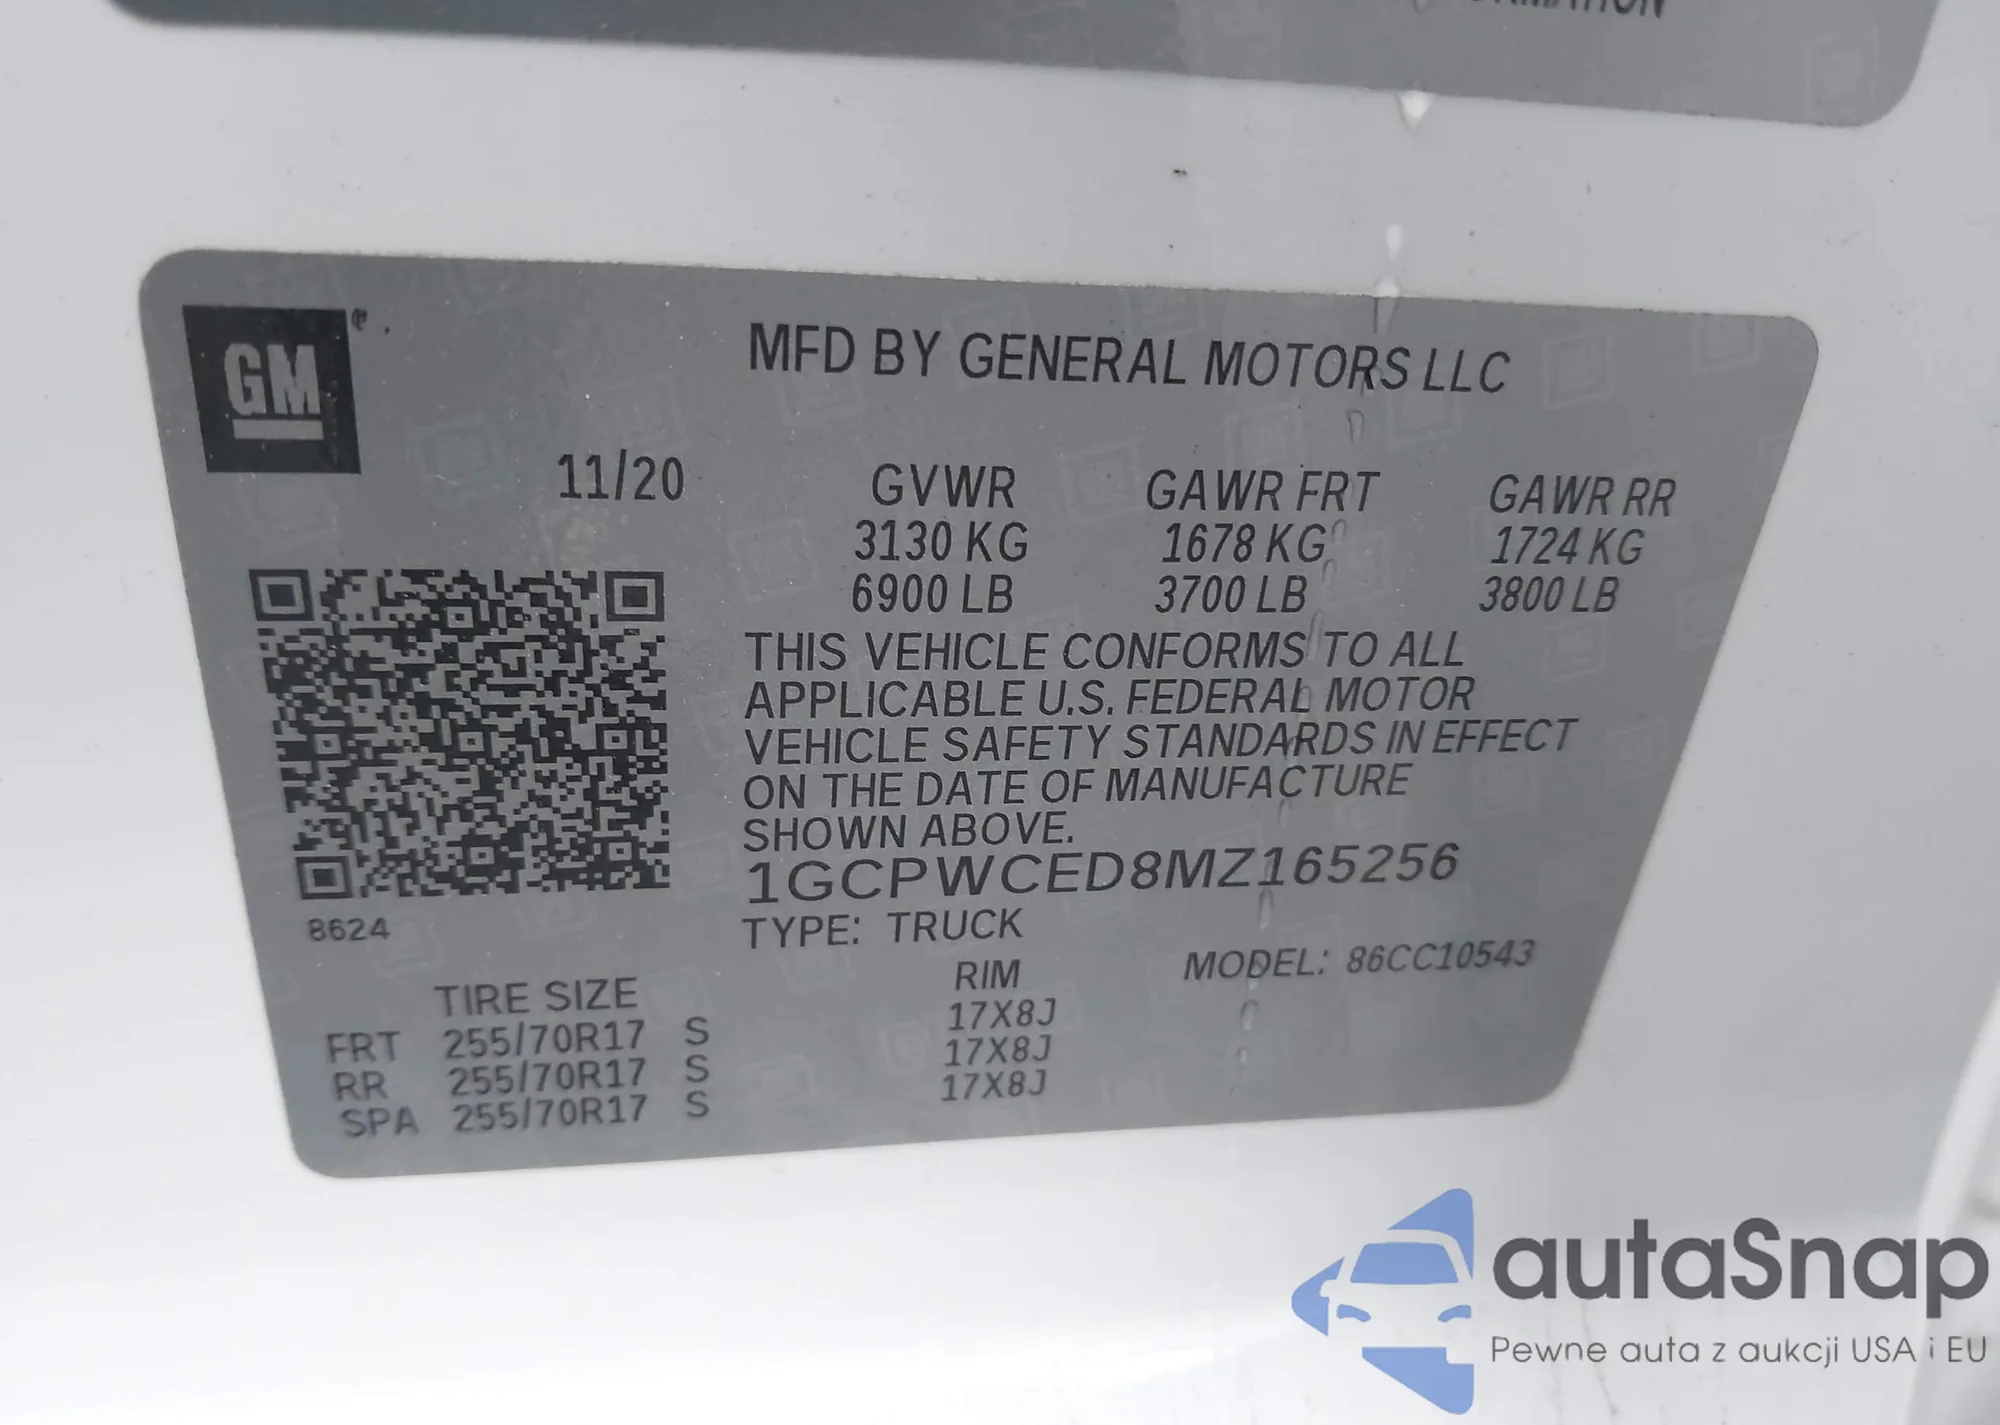 GM
MFD BY GENERAL MOTORS LLC
11/20 GVWR GAWR FRT GAWR RR
3130 KG 1678 KG 1724 KG
6900 LB 3700 LB 3800 LB
THIS VEHICLE CONFORMS TO ALL
APPLICABLE U.S. FEDERAL MOTOR
VEHICLE SAFETY STANDARDS IN EFFECT
ON THE DATE OF MANUFACTURE
SHOWN ABOVE.
1GCPWCED8MZ165256
8624
TYPE: TRUCK
MODEL: 86CC10543
TIRE SIZE RIM
FRT 255/70R17 S 17X8J
RR 255/70R17 S 17X8J
SPA 255/70R17 S 17X8J
autaSnap
Pewne auta z aukcji USA i EU